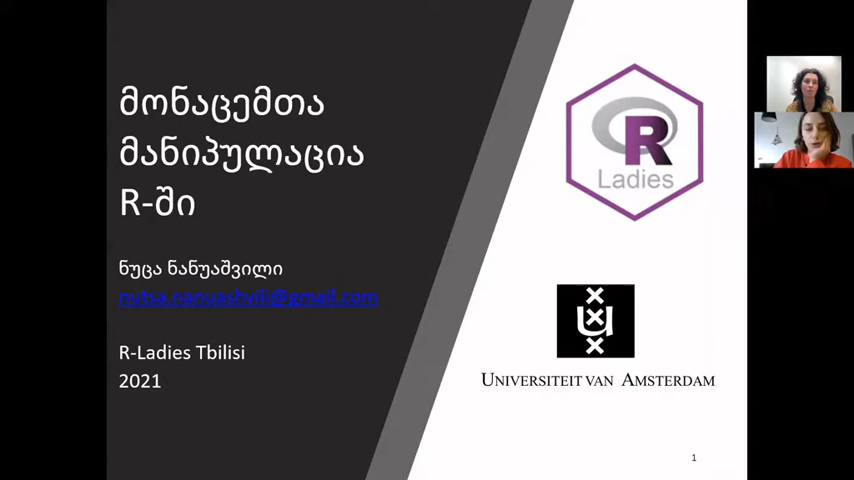 მონაცემთა
მანიპულაცია
R-ში
ნუცა ნანუაშვილი
nutsa.nanuashvili@gmail.com
R-Ladies Tbilisi
2021
R
Ladies
U
UNIVERSITEIT VAN AMSTERDAM
1